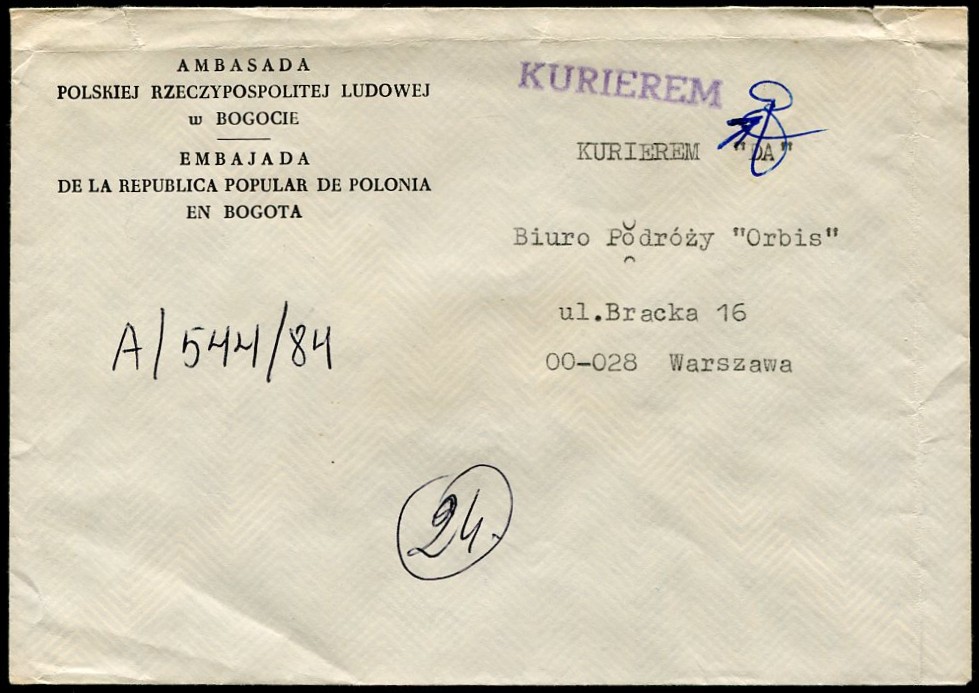 AMBASADA
POLSKIEJ RZECZYPOSPOLITEJ LUDOWEJ
w BOGOCIE
EMBAJADA
DE LA REPUBLICA POPULAR DE POLONIA
EN BOGOTA
KURIEREM
KURIEREM "DA"
Biuro Podróży "Orbis"
ul.Bracka 16
00-028 Warszawa
A/544/84
24.